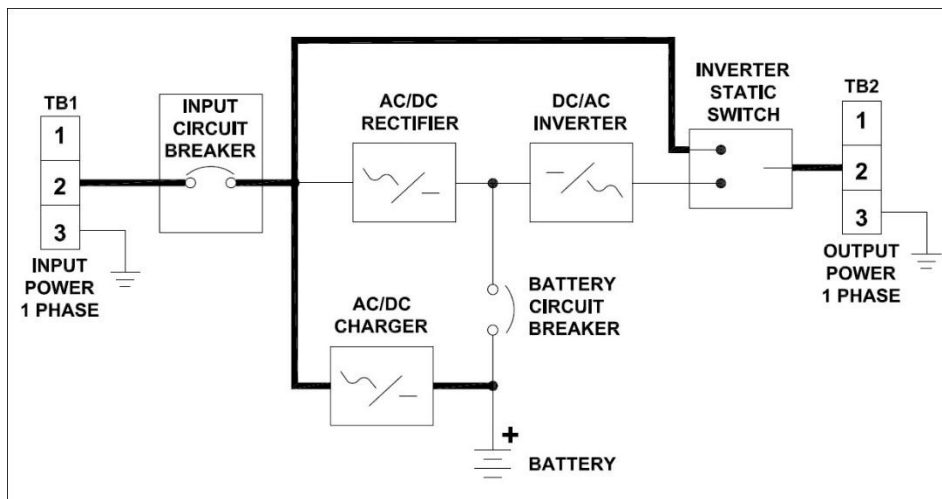 TB1
1
2
3
INPUT
POWER
1 PHASE
INPUT
CIRCUIT
BREAKER
AC/DC
RECTIFIER
DC/AC
INVERTER
INVERTER
STATIC
SWITCH
TB2
1
2
3
OUTPUT
POWER
1 PHASE
AC/DC
CHARGER
BATTERY
CIRCUIT
BREAKER
+
BATTERY